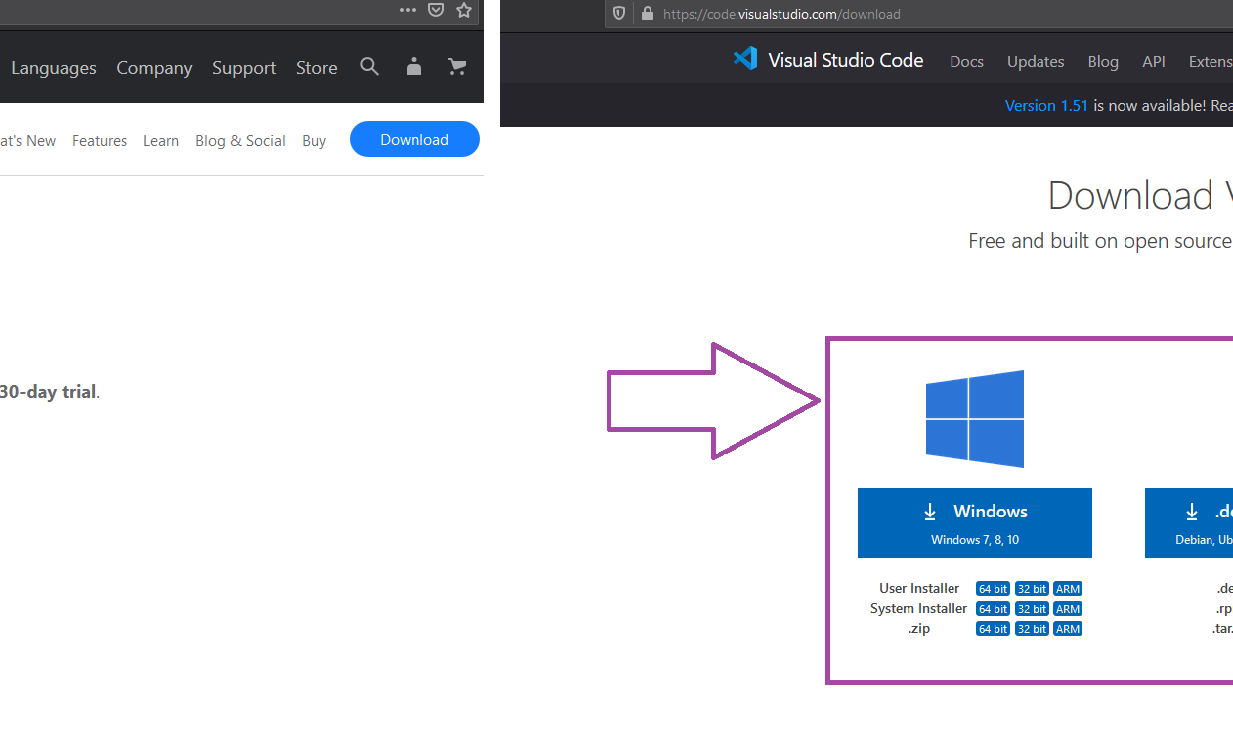 Languages Company Support Store
at's New Features Learn Blog & Social Buy Download
30-day trial.
https://code.visualstudio.com/download
Visual Studio Code Docs Updates Blog API Extens
Version 1.51 is now available! Rea
Download V
Free and built on open source
Windows
Windows 7, 8, 10
User Installer 64 bit 32 bit ARM
System Installer 64 bit 32 bit ARM
.zip 64 bit 32 bit ARM
.de
Debian, Ub
.de
.rp
.tar.